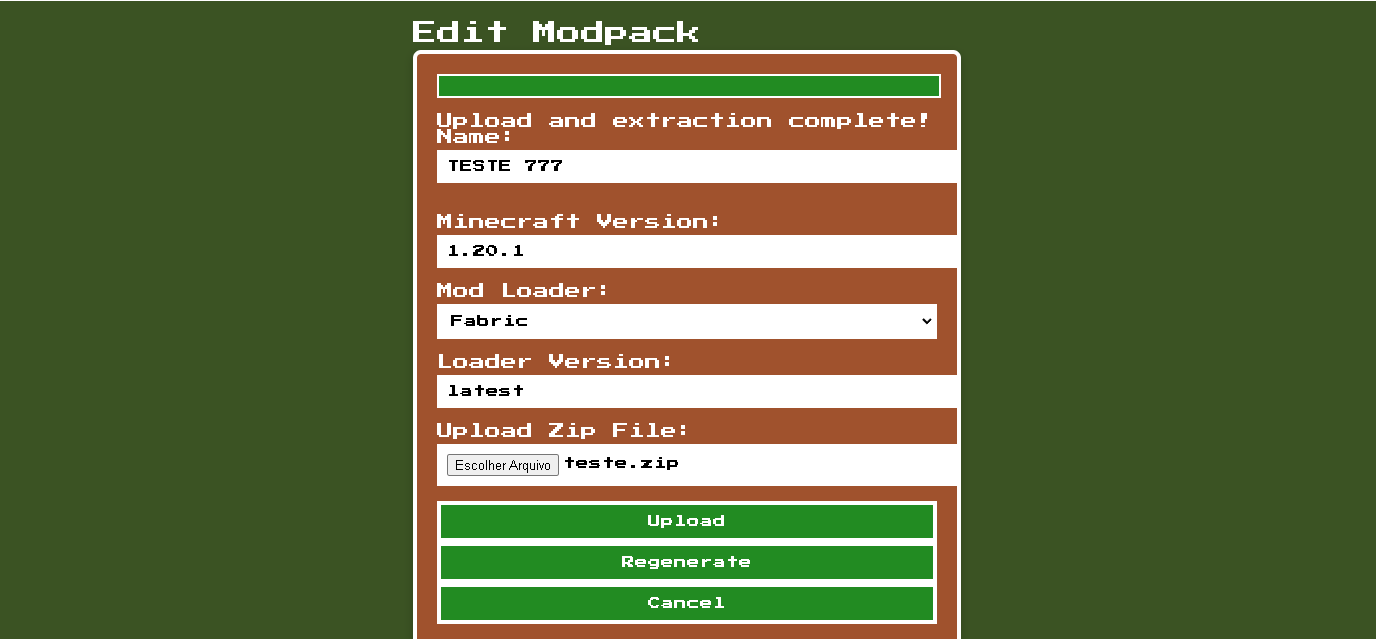 Edit Modpack
Upload and extraction complete!
Name:
TESTE 777
Minecraft Version:
1.20.1
Mod Loader:
Fabric
Loader Version:
latest
Upload Zip File:
Escolher Arquivo teste.zip
Upload
Regenerate
Cancel